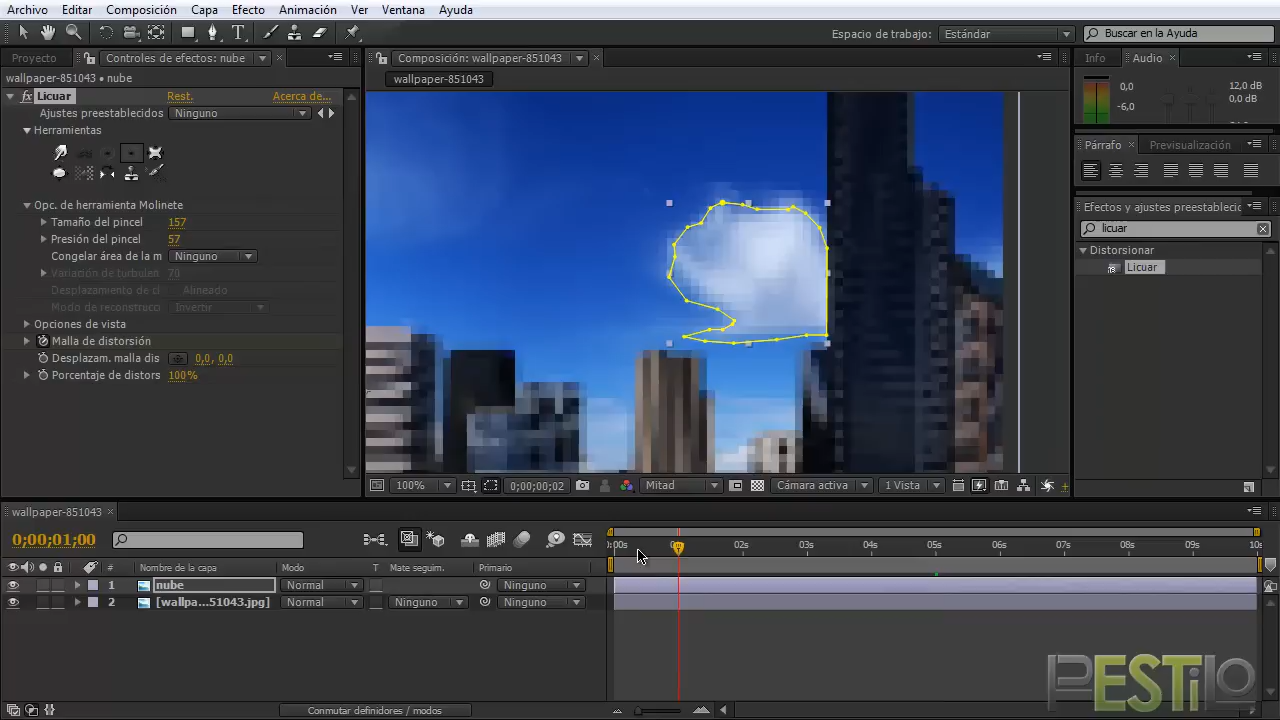 Archivo Editar Composición Capa Efecto Animación Ver Ventana Ayuda
Espacio de trabajo: Estándar Buscar en la Ayuda
Proyecto Controles de efectos: nube Composición: wallpaper-851043 Info Audio
wallpaper-851043 • nube wallpaper-851043
fx Licuar Rest. Acerca de... 0,0 12,0 dB
-6,0 0,0 dB
Ajustes preestablecidos Ninguno
Herramientas
Párrafo Previsualización
Opc. de herramienta Molinete Efectos y ajustes preestablecic
Tamaño del pincel 157 licuar
Presión del pincel 57
Congelar área de la m Ninguno Distorsionar
Variación de turbulen 70 Licuar
Desplazamiento de cl Alineado
Modo de reconstrucc Invertir
Opciones de vista
Malla de distorsión
Desplazam. malla dis 0,0, 0,0
Porcentaje de distors 100%
100% 0;00;00;02 Mitad Cámara activa 1 Vista
wallpaper-851043
0;00;01;00
:00s 02s 03s 04s 05s 06s 07s 08s 09s 10s
# Nombre de la capa Modo T Mate seguim. Primario
1 nube Normal Ninguno
2 [wallpa...51043.jpg] Normal Ninguno Ninguno
Conmutar definidores / modos
PESTiLO